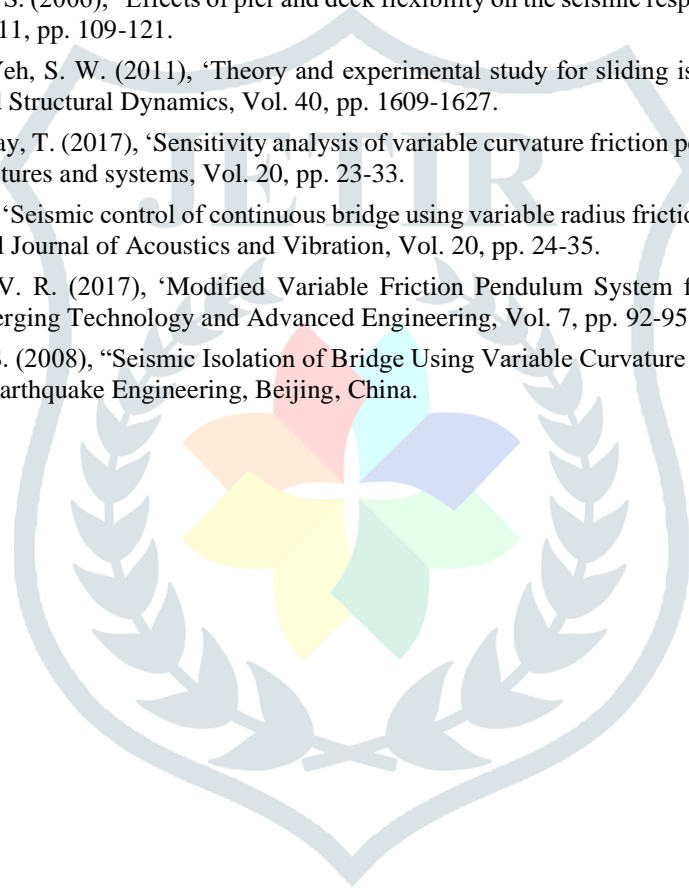 S. (2006), “Effects of pier and deck flexibility on the seismic resp
11, pp. 109-121.
Yeh, S. W. (2011), ‘Theory and experimental study for sliding is
d Structural Dynamics, Vol. 40, pp. 1609-1627.
ay, T. (2017), ‘Sensitivity analysis of variable curvature friction pe
tures and systems, Vol. 20, pp. 23-33.
‘Seismic control of continuous bridge using variable radius frictio
l Journal of Acoustics and Vibration, Vol. 20, pp. 24-35.
V. R. (2017), ‘Modified Variable Friction Pendulum System f
erging Technology and Advanced Engineering, Vol. 7, pp. 92-95
S. (2008), “Seismic Isolation of Bridge Using Variable Curvature
arthquake Engineering, Beijing, China.
JETIR